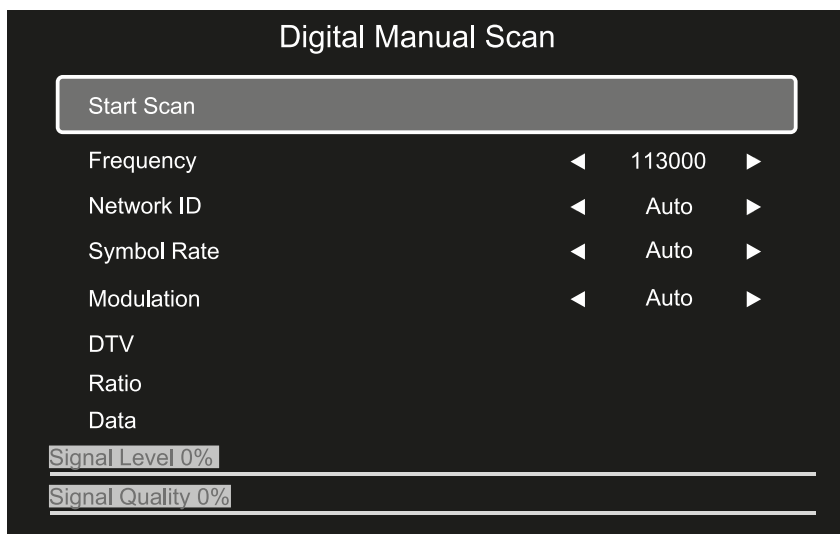 Digital Manual Scan
Start Scan
Frequency 113000
Network ID Auto
Symbol Rate Auto
Modulation Auto
DTV
Ratio
Data
Signal Level 0%
Signal Quality 0%